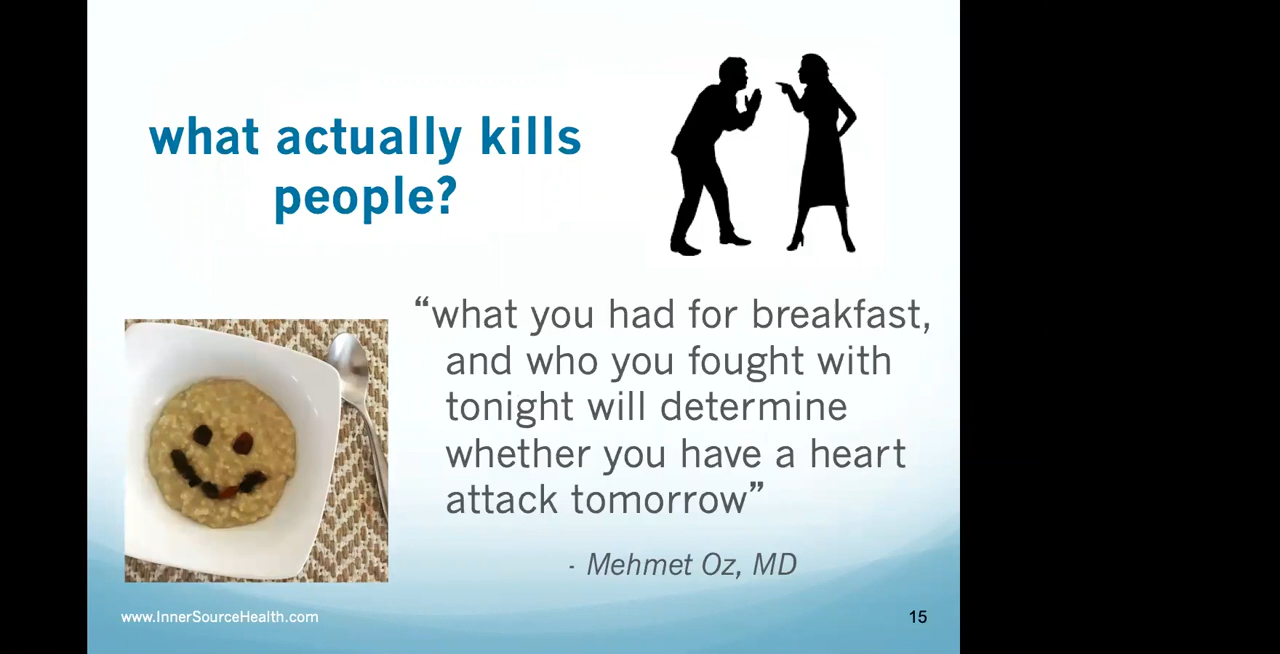 what actually kills
people?
“what you had for breakfast,
and who you fought with
tonight will determine
whether you have a heart
attack tomorrow”
- Mehmet Oz, MD
www.InnerSourceHealth.com
15